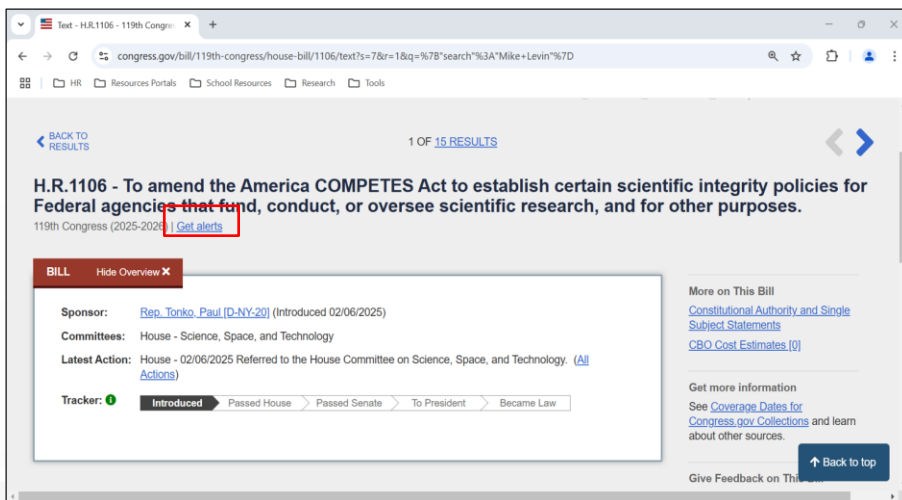 Text - H.R.1106 - 119th Congres
congress.gov/bill/119th-congress/house-bill/1106/text?s=7&r=1&q=%7B"search"%3A"Mike+Levin"%7D
HR Resources Portals School Resources Research Tools
BACK TO
RESULTS
1 OF 15 RESULTS
H.R.1106 - To amend the America COMPETES Act to establish certain scientific integrity policies for
Federal agencies that fund, conduct, or oversee scientific research, and for other purposes.
119th Congress (2025-2026) | Get alerts
BILL Hide Overview ✕
Sponsor: Rep. Tonko, Paul [D-NY-20] (Introduced 02/06/2025)
Committees: House - Science, Space, and Technology
Latest Action: House - 02/06/2025 Referred to the House Committee on Science, Space, and Technology. (All
Actions)
Tracker: Introduced Passed House Passed Senate To President Became Law
More on This Bill
Constitutional Authority and Single
Subject Statements
CBO Cost Estimates [0]
Get more information
See Coverage Dates for
Congress.gov Collections and learn
about other sources.
Back to top
Give Feedback on This